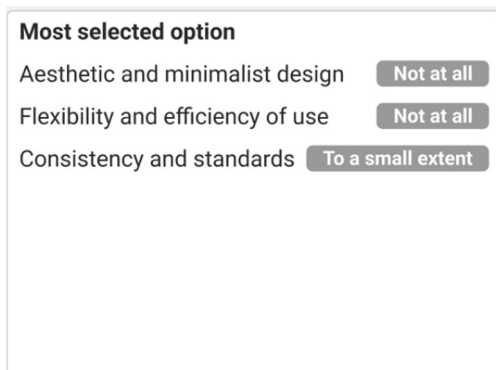 Most selected option
Aesthetic and minimalist design Not at all
Flexibility and efficiency of use Not at all
Consistency and standards To a small extent